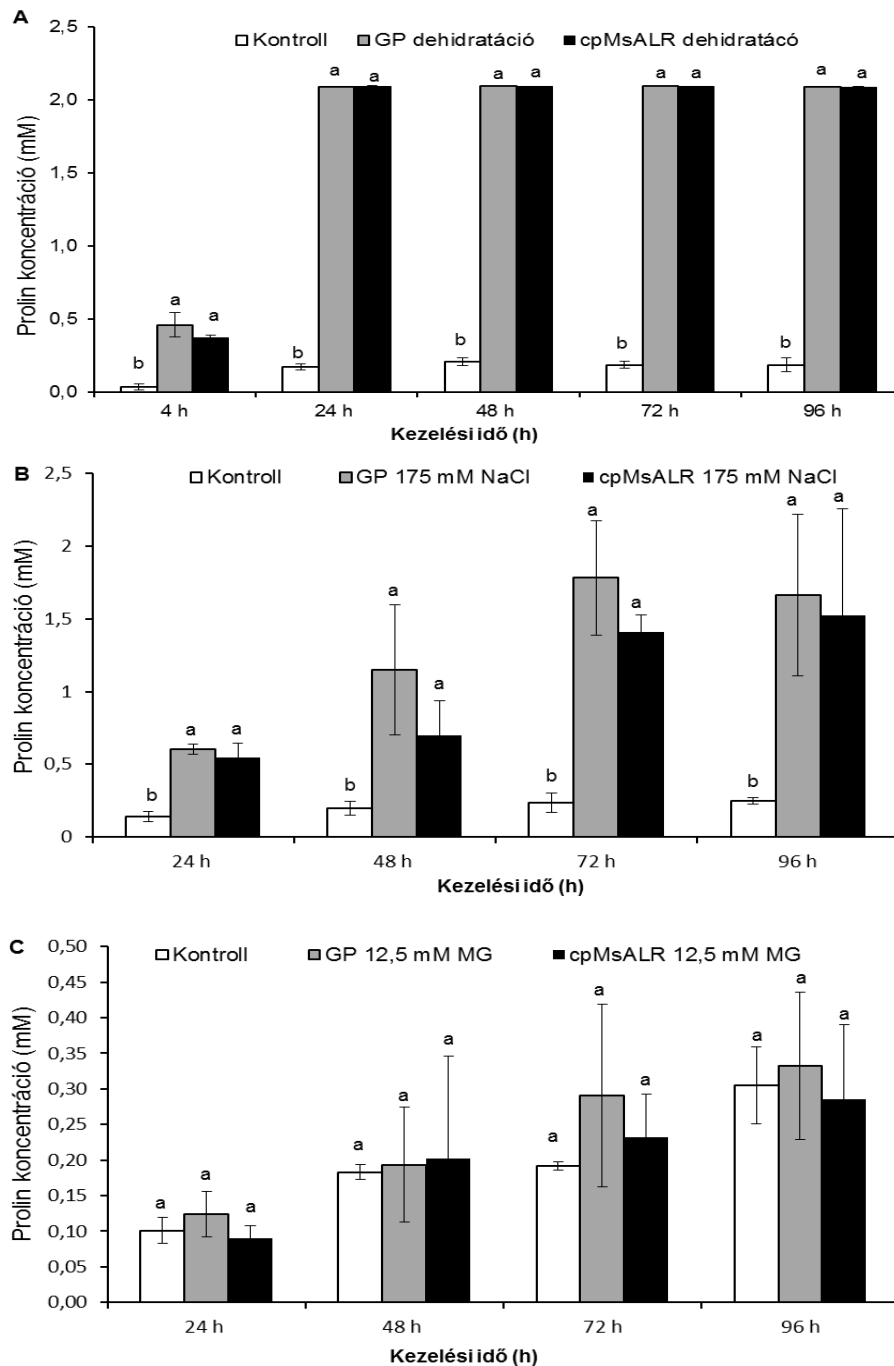 A
2,5
Kontroll GP dehidratáció cpMsALR dehidratácó
a a a a a a a a
2,0
Prolin koncentráció (mM)
1,5
1,0
a
0,5
a
b b b b b
0,0
4 h 24 h 48 h 72 h 96 h
Kezelési idő (h)
B
2,5
Kontroll GP 175 mM NaCl cpMsALR 175 mM NaCl
a a a
2
Prolin koncentráció (mM)
a
1,5
a
1
a
a a
0,5
b b b b
0
24 h 48 h 72 h 96 h
Kezelési idő (h)
C
0,50
Kontroll GP 12,5 mM MG cpMsALR 12,5 mM MG
0,45
a
a
0,40
a
a
0,35
Prolin koncentráció (mM)
0,30
a
a
0,25
a
a
0,20
a
0,15
a
a
a
0,10
0,05
0,00
24 h 48 h 72 h 96 h
Kezelési idő (h)